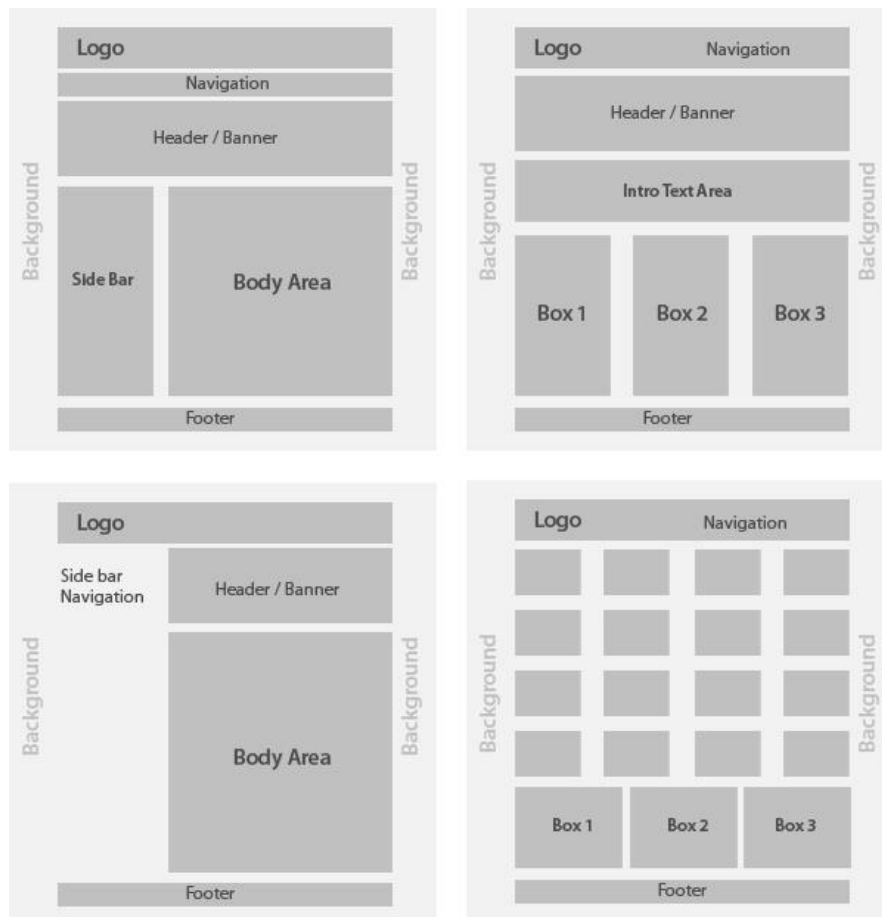 Logo
Navigation
Header / Banner
Background
Background
Side Bar
Body Area
Footer
Logo
Navigation
Header / Banner
Intro Text Area
Background
Background
Box 1
Box 2
Box 3
Footer
Logo
Side bar
Navigation
Header / Banner
Background
Background
Body Area
Footer
Logo
Navigation
Background
Background
Box 1
Box 2
Box 3
Footer